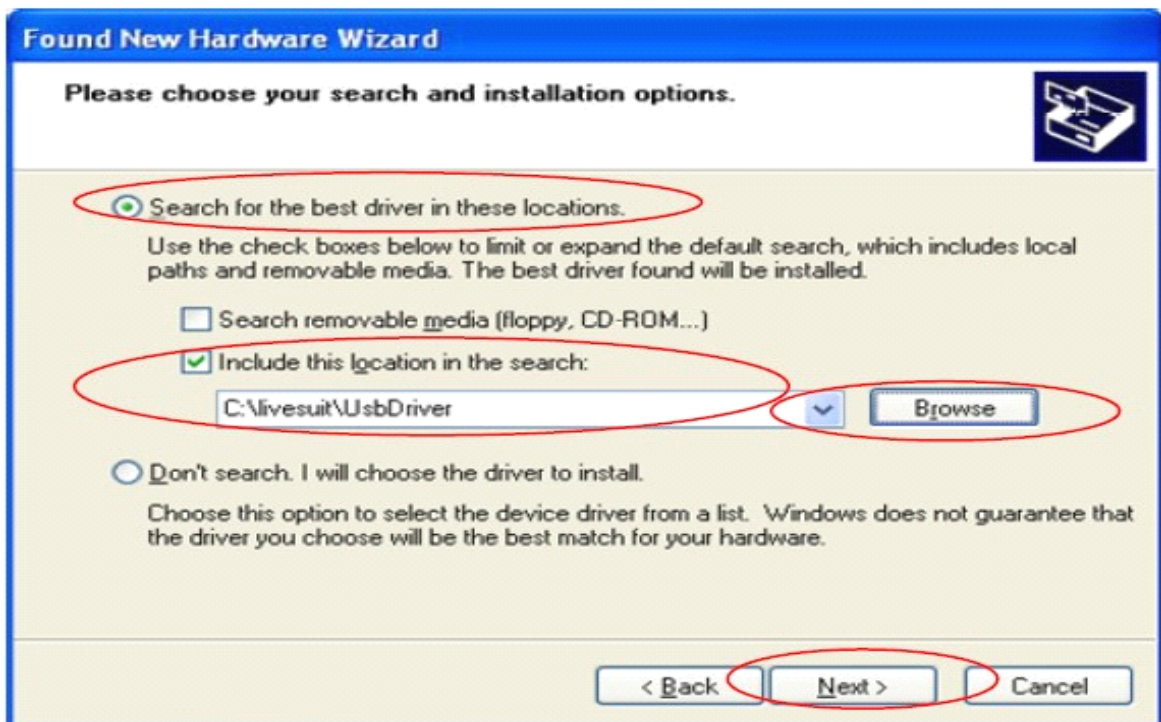 Found New Hardware Wizard
Please choose your search and installation options.
Search for the best driver in these locations.
Use the check boxes below to limit or expand the default search, which includes local
paths and removable media. The best driver found will be installed.
Search removable media (floppy, CD-ROM...)
Include this location in the search:
C:\livesuit\UsbDriver
Browse
Don't search. I will choose the driver to install.
Choose this option to select the device driver from a list. Windows does not guarantee that
the driver you choose will be the best match for your hardware.
< Back
Next >
Cancel